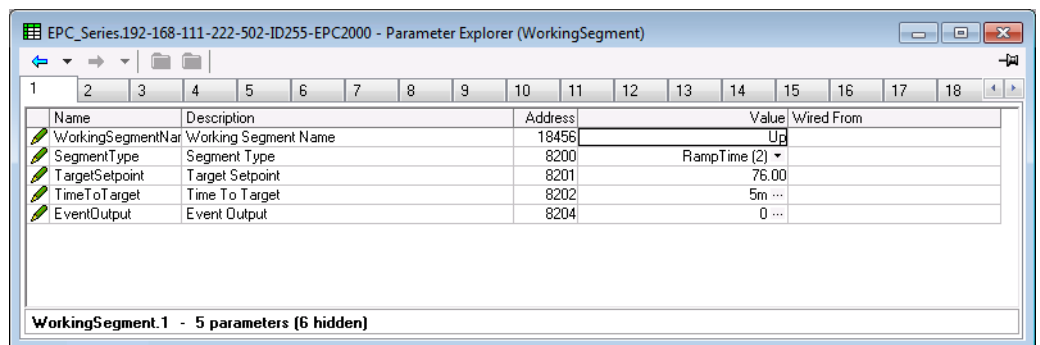 EPC_Series.192-168-111-222-502-ID255-EPC2000 - Parameter Explorer (WorkingSegment)
1 2 3 4 5 6 7 8 9 10 11 12 13 14 15 16 17 18
Name Description Address Value Wired From
WorkingSegmentNar Working Segment Name 18456 Up
SegmentType Segment Type 8200 RampTime (2)
TargetSetpoint Target Setpoint 8201 76.00
TimeToTarget Time To Target 8202 5m ...
EventOutput Event Output 8204 0 ...
WorkingSegment.1 - 5 parameters (6 hidden)